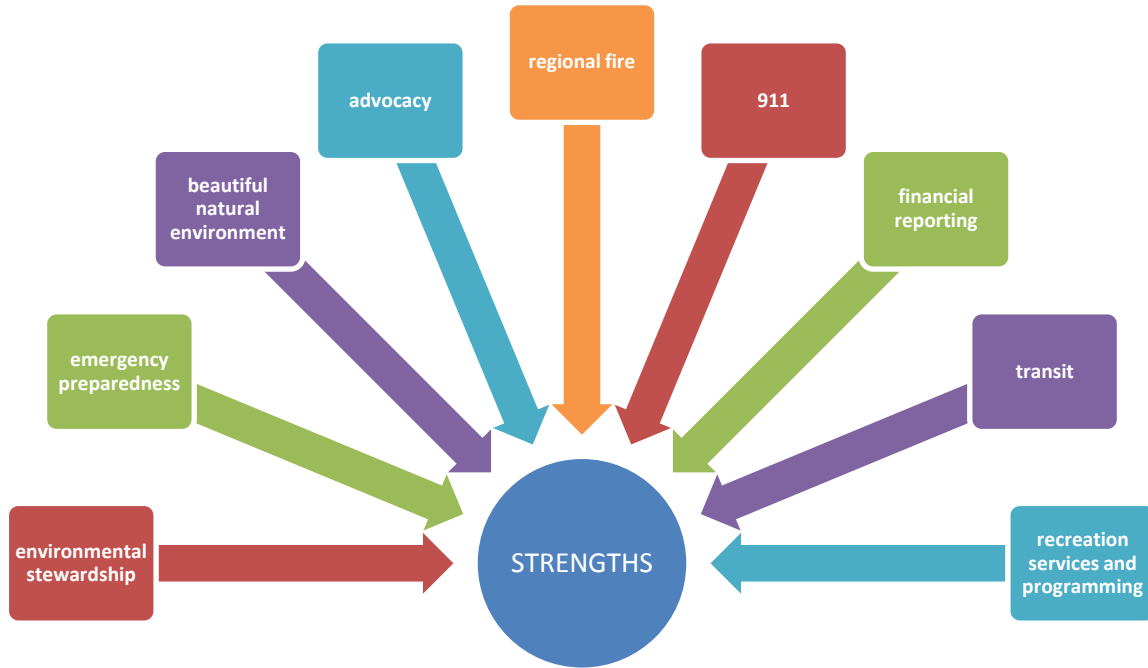 regional fire
advocacy
911
beautiful
natural
environment
financial
reporting
emergency
preparedness
transit
environmental
stewardship
STRENGTHS
recreation
services and
programming